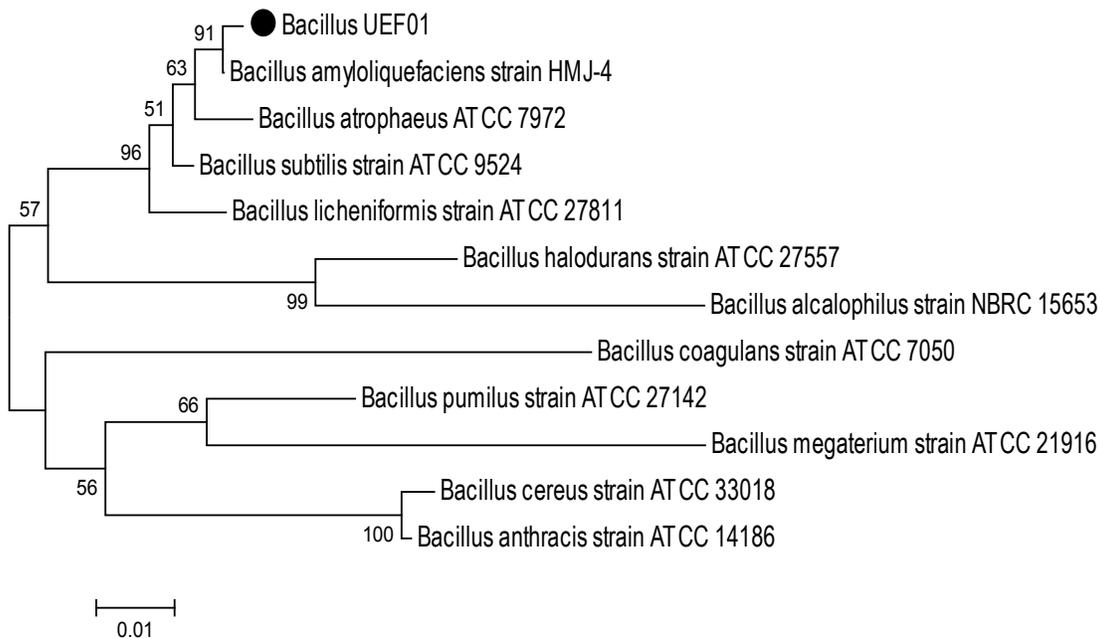 91
Bacillus UEF01
63
Bacillus amyloliquefaciens strain HMJ-4
51
Bacillus atrophaeus ATCC 7972
96
Bacillus subtilis strain ATCC 9524
57
Bacillus licheniformis strain ATCC 27811
Bacillus halodurans strain ATCC 27557
99
Bacillus alcalophilus strain NBRC 15653
Bacillus coagulans strain ATCC 7050
66
Bacillus pumilus strain ATCC 27142
Bacillus megaterium strain ATCC 21916
56
Bacillus cereus strain ATCC 33018
100
Bacillus anthracis strain ATCC 14186
0.01